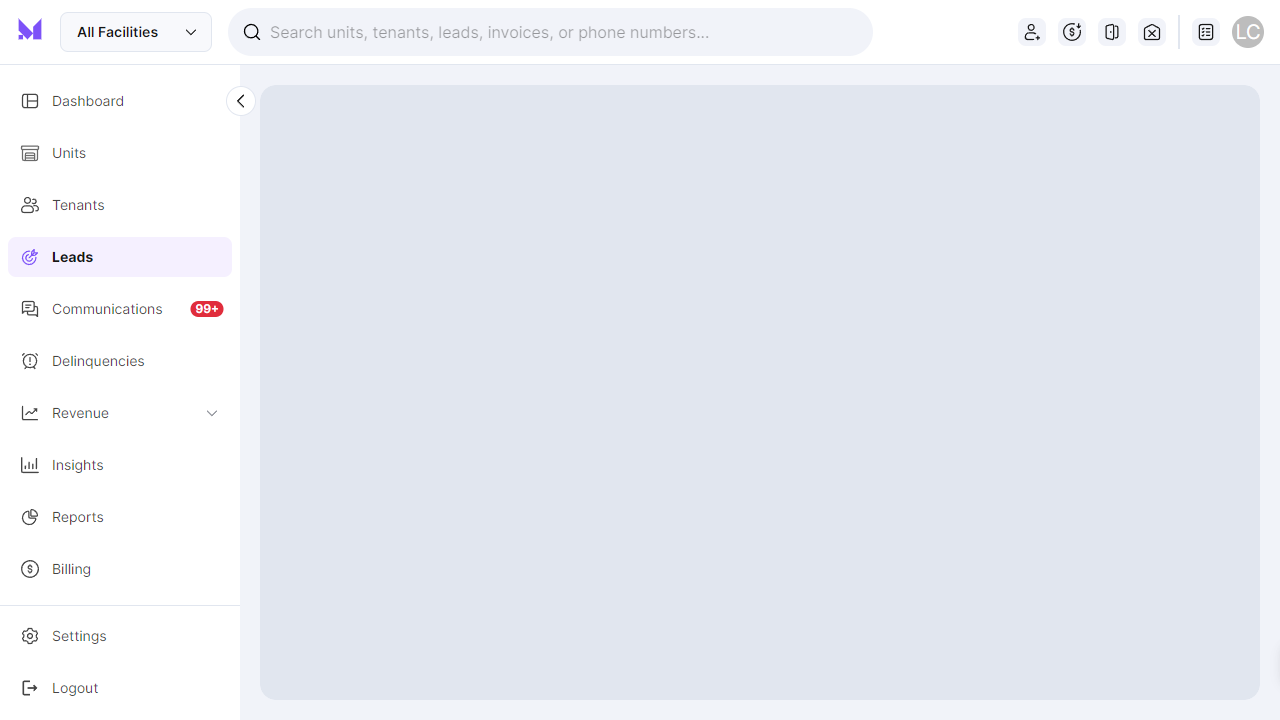 All Facilities
Search units, tenants, leads, invoices, or phone numbers...
LC
Dashboard
Units
Tenants
Leads
Communications 99+
Delinquencies
Revenue
Insights
Reports
Billing
Settings
Logout